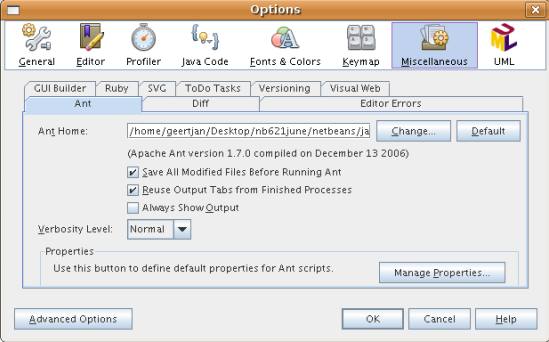 Options
General Editor Profiler Java Code Fonts & Colors Keymap Miscellaneous UML
GUI Builder Ruby SVG ToDo Tasks Versioning Visual Web
Ant Diff Editor Errors
Ant Home: /home/geertjan/Desktop/nb621june/netbeans/ja Change... Default
(Apache Ant version 1.7.0 compiled on December 13 2006)
Save All Modified Files Before Running Ant
Reuse Output Tabs from Finished Processes
Always Show Output
Verbosity Level: Normal
Properties
Use this button to define default properties for Ant scripts. Manage Properties...
Advanced Options OK Cancel Help